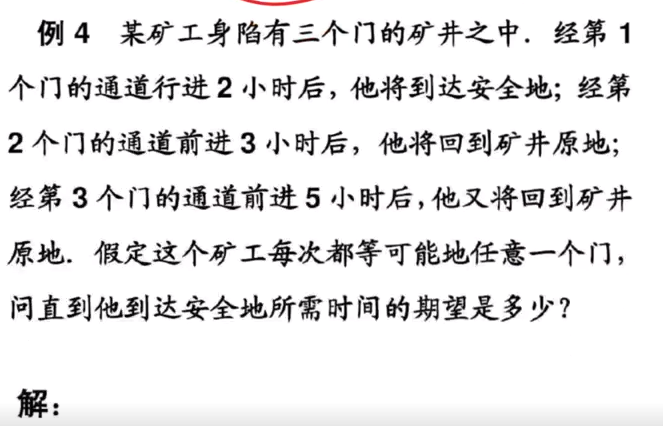 例 4 某矿工身陷有三个门的矿井之中. 经第 1
个门的通道行进 2 小时后, 他将到达安全地; 经第
2 个门的通道前进 3 小时后, 他将回到矿井原地;
经第 3 个门的通道前进 5 小时后, 他又将回到矿井
原地. 假定这个矿工每次都等可能地任意一个门,
问直到他到达安全地所需时间的期望是多少?
解: